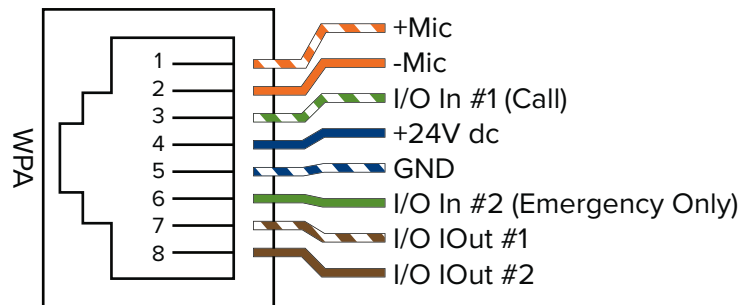 WPA
1 +Mic
2 -Mic
3 I/O In #1 (Call)
4 +24V dc
5 GND
6 I/O In #2 (Emergency Only)
7 I/O IOut #1
8 I/O IOut #2